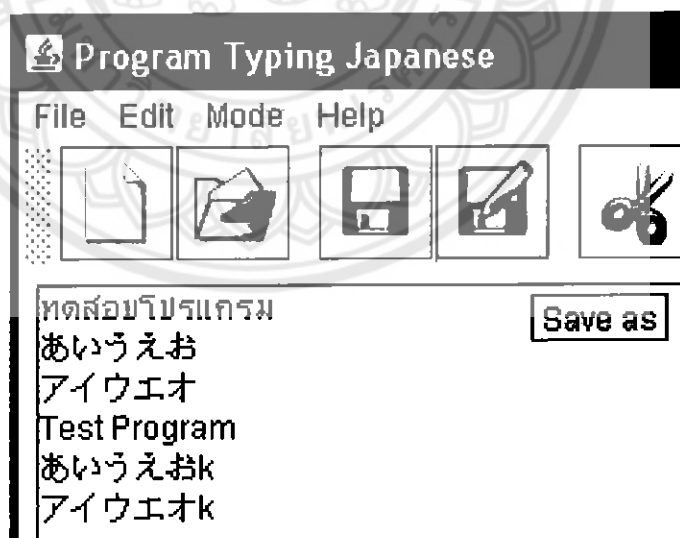 Program Typing Japanese
File Edit Mode Help
ทดสอบโปรแกรม
Save as
あいうえお
アイウエオ
Test Program
あいうえおk
アイウエオk